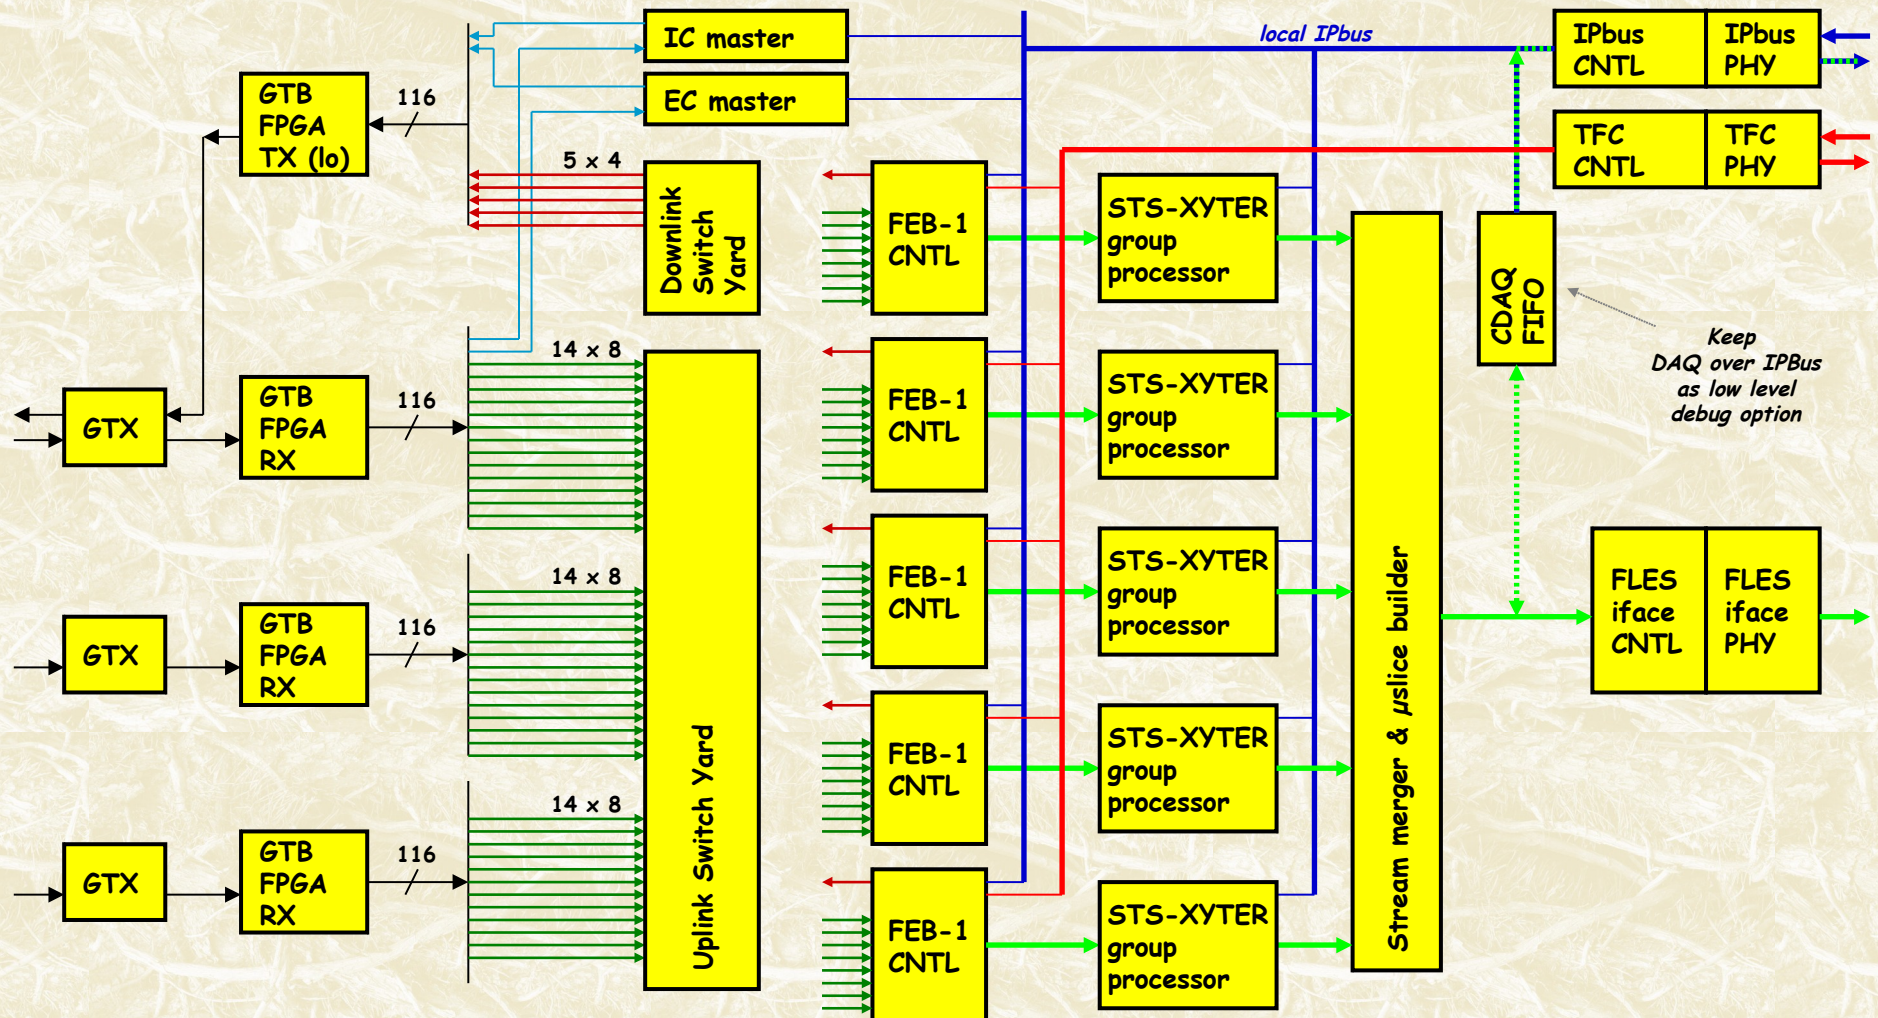 IC master
EC master
local IPbus
IPbus
CNTL
IPbus
PHY
TFC
CNTL
TFC
PHY
GTB
FPGA
TX (lo)
116
5 x 4
Downlink
Switch
Yard
FEB-1
CNTL
STS-XYTER
group
processor
CDAQ
FIFO
Keep
DAQ over IPBus
as low level
debug option
GTX
GTB
FPGA
RX
116
14 x 8
FEB-1
CNTL
STS-XYTER
group
processor
GTX
GTB
FPGA
RX
116
14 x 8
Uplink Switch Yard
FEB-1
CNTL
STS-XYTER
group
processor
Stream merger & µslice builder
FLES
iface
CNTL
FLES
iface
PHY
FEB-1
CNTL
STS-XYTER
group
processor
GTX
GTB
FPGA
RX
116
14 x 8
FEB-1
CNTL
STS-XYTER
group
processor